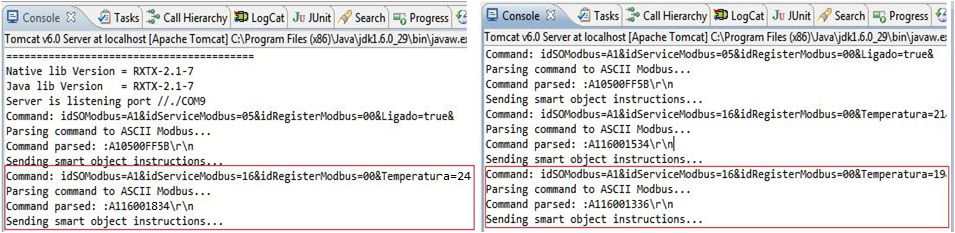 Console Tasks Call Hierarchy LogCat JUnit Search Progress
Tomcat v6.0 Server at localhost [Apache Tomcat] C:\Program Files (x86)\Java\jdk1.6.0_29\bin\javaw.ex
========================================
Native lib Version = RXTX-2.1-7
Java lib Version   = RXTX-2.1-7
Server is listening port //./COM9
Command: idSOModbus=A1&idServiceModbus=05&idRegisterModbus=00&Ligado=true&
Parsing command to ASCII Modbus...
Command parsed: :A10500FF5B\r\n
Sending smart object instructions...
Command: idSOModbus=A1&idServiceModbus=16&idRegisterModbus=00&Temperatura=24
Parsing command to ASCII Modbus...
Command parsed: :A116001834\r\n
Sending smart object instructions...
Console Tasks Call Hierarchy LogCat JUnit Search Progress
Tomcat v6.0 Server at localhost [Apache Tomcat] C:\Program Files (x86)\Java\jdk1.6.0_29\bin\javaw.e
Command: idSOModbus=A1&idServiceModbus=05&idRegisterModbus=00&Ligado=true&
Parsing command to ASCII Modbus...
Command parsed: :A10500FF5B\r\n
Sending smart object instructions...
Command: idSOModbus=A1&idServiceModbus=16&idRegisterModbus=00&Temperatura=21&
Parsing command to ASCII Modbus...
Command parsed: :A116001534\r\n
Sending smart object instructions...
Command: idSOModbus=A1&idServiceModbus=16&idRegisterModbus=00&Temperatura=19&
Parsing command to ASCII Modbus...
Command parsed: :A116001336\r\n
Sending smart object instructions...